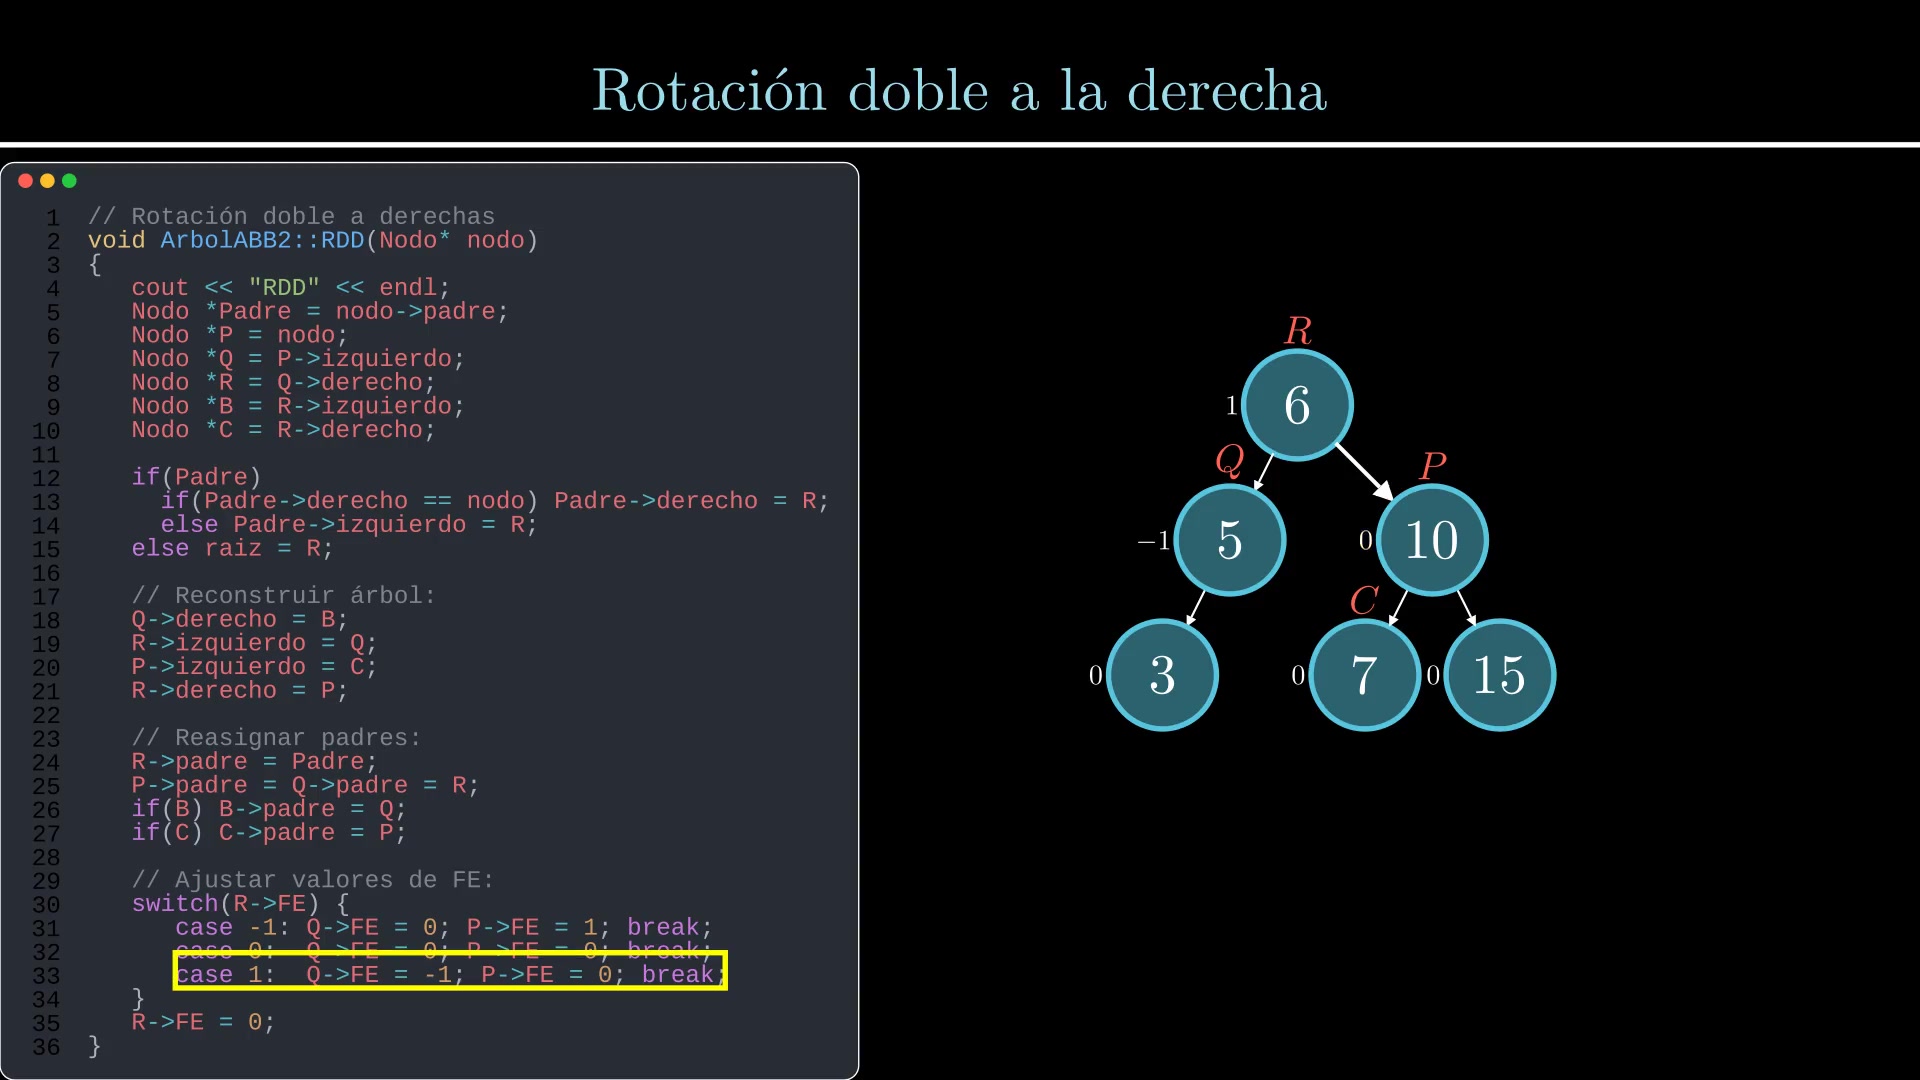 Rotación doble a la derecha
1 // Rotación doble a derechas
2 void ArbolABB2::RDD(Nodo* nodo)
3 {
4 cout << "RDD" << endl;
5 Nodo *Padre = nodo->padre;
6 Nodo *P = nodo;
7 Nodo *Q = P->izquierdo;
8 Nodo *R = Q->derecho;
9 Nodo *B = R->izquierdo;
10 Nodo *C = R->derecho;
11
12 if(Padre)
13 if(Padre->derecho == nodo) Padre->derecho = R;
14 else Padre->izquierdo = R;
15 else raiz = R;
16
17 // Reconstruir árbol:
18 Q->derecho = B;
19 R->izquierdo = Q;
20 P->izquierdo = C;
21 R->derecho = P;
22
23 // Reasignar padres:
24 R->padre = Padre;
25 P->padre = Q->padre = R;
26 if(B) B->padre = Q;
27 if(C) C->padre = P;
28
29 // Ajustar valores de FE:
30 switch(R->FE) {
31 case -1: Q->FE = 0; P->FE = 1; break;
32 case 0: Q->FE = 0; P->FE = 0; break;
33 case 1: Q->FE = -1; P->FE = 0; break;
34 }
35 R->FE = 0;
36 }
R
1 6
Q P
−1 5 0 10
C
0 3 0 7 0 15